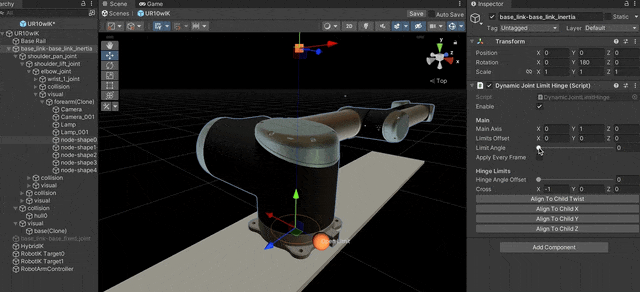 UR10wIK*
Scene
Game
Inspector
Scenes
UR10wIK
Save
Auto Save
UR10wIK
Base Rail
base_link-base_link_inertia
shoulder_pan_joint
shoulder_lift_joint
elbow_joint
wrist_1_joint
collision
visual
forearm(Clone)
Camera
Camera_001
Lamp
Lamp_001
node-shape0
node-shape1
node-shape2
node-shape3
node-shape4
collision
visual
collision
hull0
visual
base(Clone)
base_link-base_fixed_joint
HybridIK
RobotIK Target0
RobotIK Target1
RobotArmController
2D
< Top
base_link-base_link_inertia
Static
Tag Untagged Layer Default
Transform
Position X 0 Y 0 Z 0
Rotation X 0 Y 180 Z 0
Scale X 1 Y 1 Z 1
Dynamic Joint Limit Hinge (Script)
Script DynamicJointLimitHinge
Enable
Main
Main Axis X 0 Y 1 Z 0
Limits Offset X 0 Y 0 Z 0
Limit Angle 0
Apply Every Frame
Hinge Limits
Hinge Angle Offset 0
Cross X -1 Y 0 Z 0
Align To Child Twist
Align To Child X
Align To Child Y
Align To Child Z
Add Component